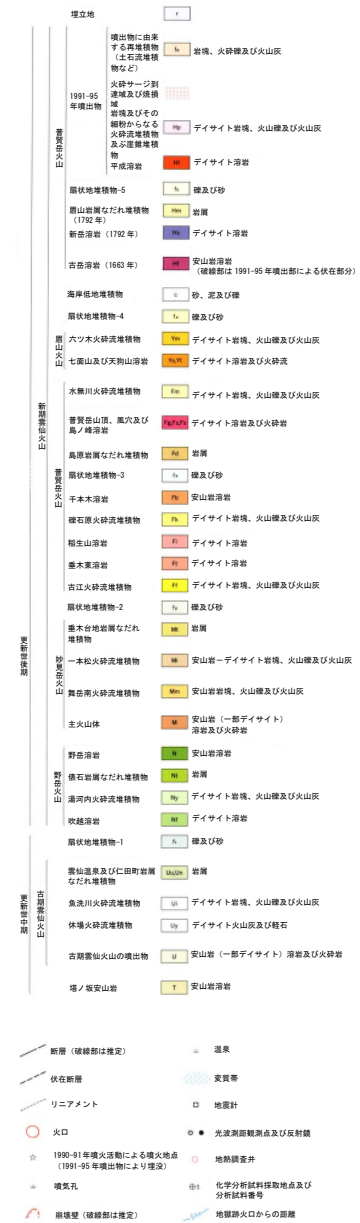 埋立地
r
噴出物に由来
する再堆積物
（土石流堆積
物など）
fo
岩塊、火砕礫及び火山灰
火砕サージ到
達域及び焼損
域
1991-95
年噴出物
岩塊及びその
細粉からなる
火砕流堆積物
及ぶ崖錐堆積
物
Hp
デイサイト岩塊、火山礫及び火山灰
平成溶岩
Hl
デイサイト溶岩
普賢岳火山
扇状地堆積物-5
f₅
礫及び砂
眉山岩屑なだれ堆積物
（1792 年）
Hm
岩屑
新岳溶岩（1792 年）
Hs
デイサイト溶岩
古岳溶岩（1663 年）
Hf
安山岩溶岩
（破線部は 1991-95 噴出部による伏在部分）
海岸低地堆積物
c
砂、泥及び礫
扇状地堆積物-4
f₄
礫及び砂
眉山火山
六ツ木火砕流堆積物
Ym
デイサイト岩塊、火山礫及び火山灰
七面山及び天狗山溶岩
Ys,Yt
デイサイト溶岩及び火砕流
新期雲仙火山
普賢岳火山
水無川火砕流堆積物
Fm
デイサイト岩塊、火山礫及び火山灰
普賢岳山頂、風穴及び
島ノ峰溶岩
Fg,Fz,Fs
デイサイト溶岩及び火砕岩
島原岩屑なだれ堆積物
Fd
岩屑
扇状地堆積物-3
f₃
礫及び砂
千本木溶岩
Fb
安山岩溶岩
礫石原火砕流堆積物
Fk
デイサイト岩塊、火山礫及び火山灰
稲生山溶岩
Fi
デイサイト溶岩
垂木東溶岩
Ft
デイサイト溶岩
古江火砕流堆積物
Ff
デイサイト岩塊、火山礫及び火山灰
扇状地堆積物-2
f₂
礫及び砂
更新世後期
妙見岳火山
垂木台地岩屑なだれ
堆積物
Mt
岩屑
一本松火砕流堆積物
Mi
安山岩－デイサイト岩塊、火山礫及び火山灰
舞岳南火砕流堆積物
Mm
安山岩岩塊、火山礫及び火山灰
主火山体
M
安山岩（一部デイサイト）
溶岩及び火砕岩
野岳火山
野岳溶岩
N
安山岩溶岩
俵石岩屑なだれ堆積物
Nt
岩屑
湯河内火砕流堆積物
Ny
デイサイト岩塊、火山礫及び火山灰
吹越溶岩
Nf
デイサイト溶岩
扇状地堆積物-1
f₁
礫及び砂
更新世中期
古期雲仙火山
雲仙温泉及び仁田町岩屑
なだれ堆積物
Uu,Un
岩屑
魚洗川火砕流堆積物
Ui
デイサイト岩塊、火山礫及び火山灰
休場火砕流堆積物
Uy
デイサイト火山灰及び軽石
古期雲仙火山の噴出物
U
安山岩（一部デイサイト）溶岩及び火砕岩
塔ノ坂安山岩
T
安山岩溶岩
断層（破線部は推定）
温泉
伏在断層
変質帯
リニアメント
地震計
火口
光波測距観測点及び反射鏡
1990-91年噴火活動による噴火地点
（1991-95 噴出物により埋没）
地熱調査井
噴気孔
5
化学分析試料採取地点及び
分析試料番号
崩壊壁（破線部は推定）
地獄跡火口からの距離